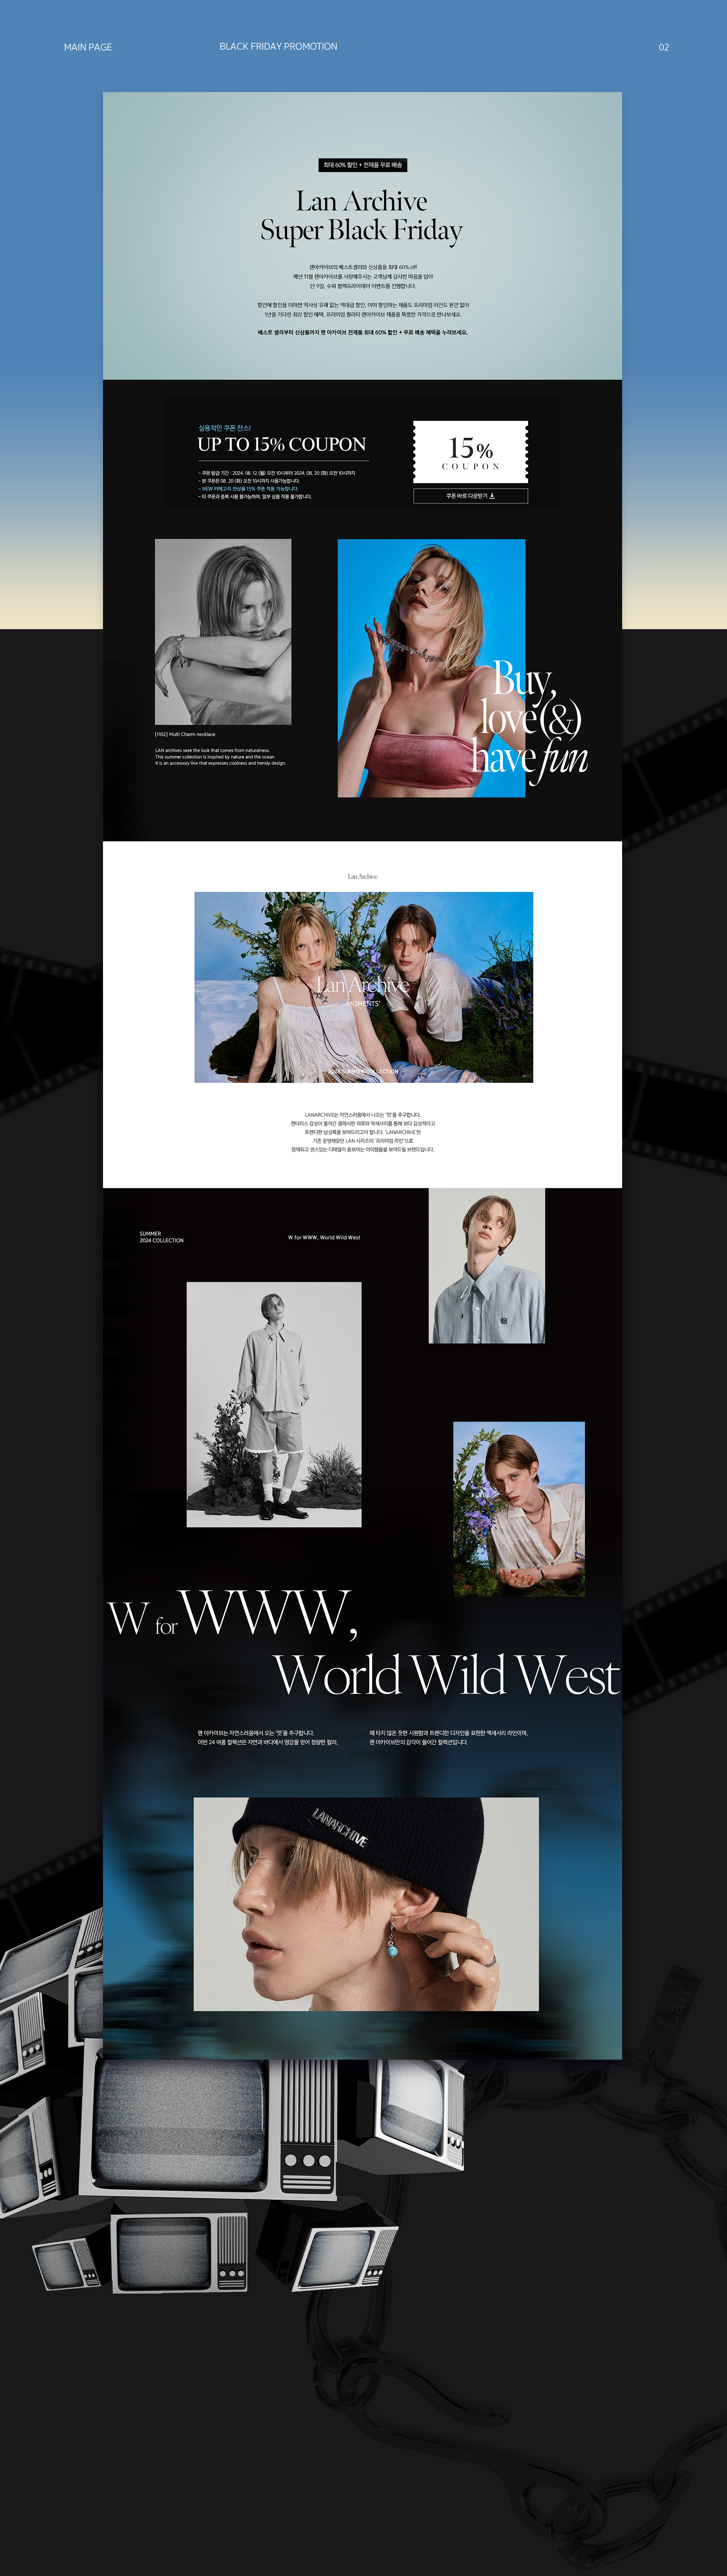 MAIN PAGE
BLACK FRIDAY PROMOTION
02
최대 60% 할인 + 전제품 무료 배송
Lan Archive
Super Black Friday
랜아카이브의 베스트셀러와 신상품을 최대 60% off
매년 11월 랜아카이브를 사랑해주시는 고객님께 감사한 마음을 담아
단 9일, 수퍼 블랙프라이데이 이벤트를 진행합니다.
할인에 할인을 더하면 역사상 유례 없는 역대급 할인, 이미 할인하는 제품도 프리미엄 라인도 편견 없이
1년을 기다린 최강 할인 혜택, 프리미엄 퀄리티 랜아카이브 제품을 특별한 가격으로 만나보세요.
베스트 셀러부터 신상품까지 랜 아카이브 전제품 최대 60% 할인 + 무료 배송 혜택을 누려보세요.
실용적인 쿠폰 찬스!
UP TO 15% COUPON
- 쿠폰 발급 기간 : 2024. 08. 12 (월) 오전 10시부터 2024. 08. 20 (화) 오전 10시까지
- 본 쿠폰은 08. 20 (화) 오전 10시까지 사용가능합니다.
- NEW 카테고리 전상품 15% 쿠폰 적용 가능합니다.
- 타 쿠폰과 중복 사용 불가능하며, 일부 상품 적용 불가합니다.
15%
COUPON
쿠폰 바로 다운받기
[1102] Multi Charm necklace
LAN archives seek the look that comes from naturalness.
This summer collection is inspired by nature and the ocean
It is an accessory line that expresses coolness and trendy design.
Buy,
love(&)
have fun
Lan Archive
Lan Archive
'MOMENTS'
2024 SUMMER COLLECTION
LANARCHIVE는 자연스러움에서 나오는 '멋'을 추구합니다.
젠더리스 감성이 들어간 클래식한 의류와 악세사리를 통해 보다 감성적이고
트렌디한 남성룩을 보여드리고자 합니다. 'LANARCHIVE'란
기존 운영해왔던 LAN 시리즈의 '프리미엄 라인'으로
절제되고 센스있는 디테일이 돋보이는 아이템들을 보여드릴 브랜드입니다.
SUMMER
2024 COLLECTION
W for WWW, World Wild West
W for WWW,
World Wild West
랜 아카이브는 자연스러움에서 오는 '멋'을 추구합니다.
이번 24 여름 컬렉션은 자연과 바다에서 영감을 얻어 청량한 컬러,
때 타지 않은 듯한 시원함과 트렌디한 디자인을 표현한 액세서리 라인이며,
랜 아카이브만의 감각이 들어간 컬렉션입니다.
LANARCHIVE
Lan